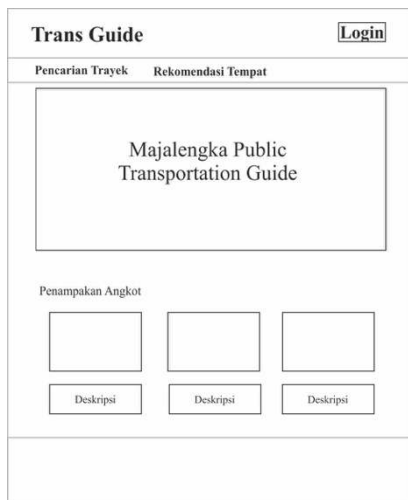 Trans Guide
Login
Pencarian Trayek Rekomendasi Tempat
Majalengka Public
Transportation Guide
Penampakan Angkot
Deskripsi Deskripsi Deskripsi